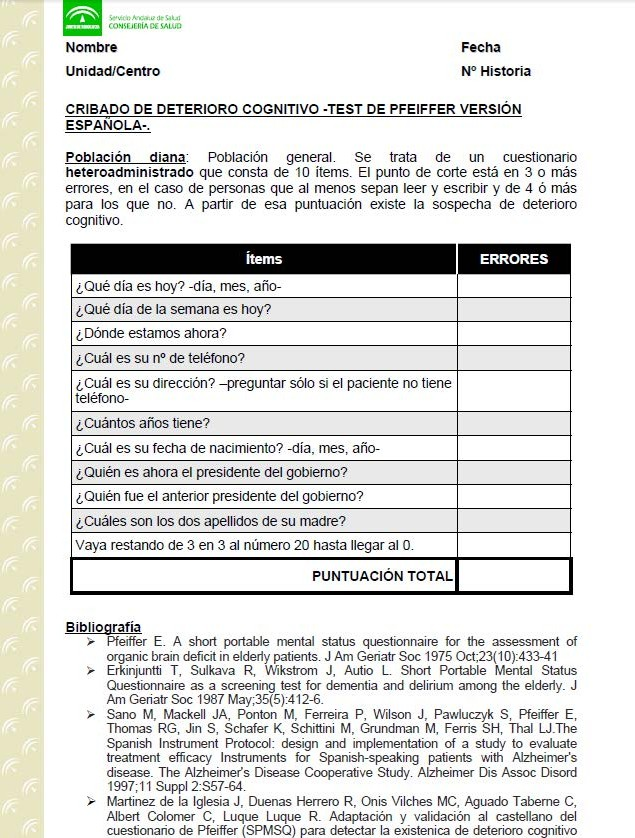 Servicio Andaluz de Salud
CONSEJERÍA DE SALUD
Nombre Fecha
Unidad/Centro Nº Historia
CRIBADO DE DETERIORO COGNITIVO -TEST DE PFEIFFER VERSIÓN
ESPAÑOLA-.
Población diana: Población general. Se trata de un cuestionario
heteroadministrado que consta de 10 ítems. El punto de corte está en 3 o más
errores, en el caso de personas que al menos sepan leer y escribir y de 4 ó más
para los que no. A partir de esa puntuación existe la sospecha de deterioro
cognitivo.
Ítems ERRORES
¿Qué día es hoy? -día, mes, año-
¿Qué día de la semana es hoy?
¿Dónde estamos ahora?
¿Cuál es su nº de teléfono?
¿Cuál es su dirección? –preguntar sólo si el paciente no tiene
teléfono-
¿Cuántos años tiene?
¿Cuál es su fecha de nacimiento? -día, mes, año-
¿Quién es ahora el presidente del gobierno?
¿Quién fue el anterior presidente del gobierno?
¿Cuáles son los dos apellidos de su madre?
Vaya restando de 3 en 3 al número 20 hasta llegar al 0.
PUNTUACIÓN TOTAL
Bibliografía
➢ Pfeiffer E. A short portable mental status questionnaire for the assessment of
organic brain deficit in elderly patients. J Am Geriatr Soc 1975 Oct;23(10):433-41
➢ Erkinjuntti T, Sulkava R, Wikstrom J, Autio L. Short Portable Mental Status
Questionnaire as a screening test for dementia and delirium among the elderly. J
Am Geriatr Soc 1987 May;35(5):412-6.
➢ Sano M, Mackell JA, Ponton M, Ferreira P, Wilson J, Pawluczyk S, Pfeiffer E,
Thomas RG, Jin S, Schafer K, Schittini M, Grundman M, Ferris SH, Thal LJ.The
Spanish Instrument Protocol: design and implementation of a study to evaluate
treatment efficacy Instruments for Spanish-speaking patients with Alzheimer's
disease. The Alzheimer's Disease Cooperative Study. Alzheimer Dis Assoc Disord
1997;11 Suppl 2:S57-64.
➢ Martinez de la Iglesia J, Duenas Herrero R, Onis Vilches MC, Aguado Taberne C,
Albert Colomer C, Luque Luque R. Adaptación y validación al castellano del
cuestionario de Pfeiffer (SPMSQ) para detectar la existenica de deterioro cognitivo